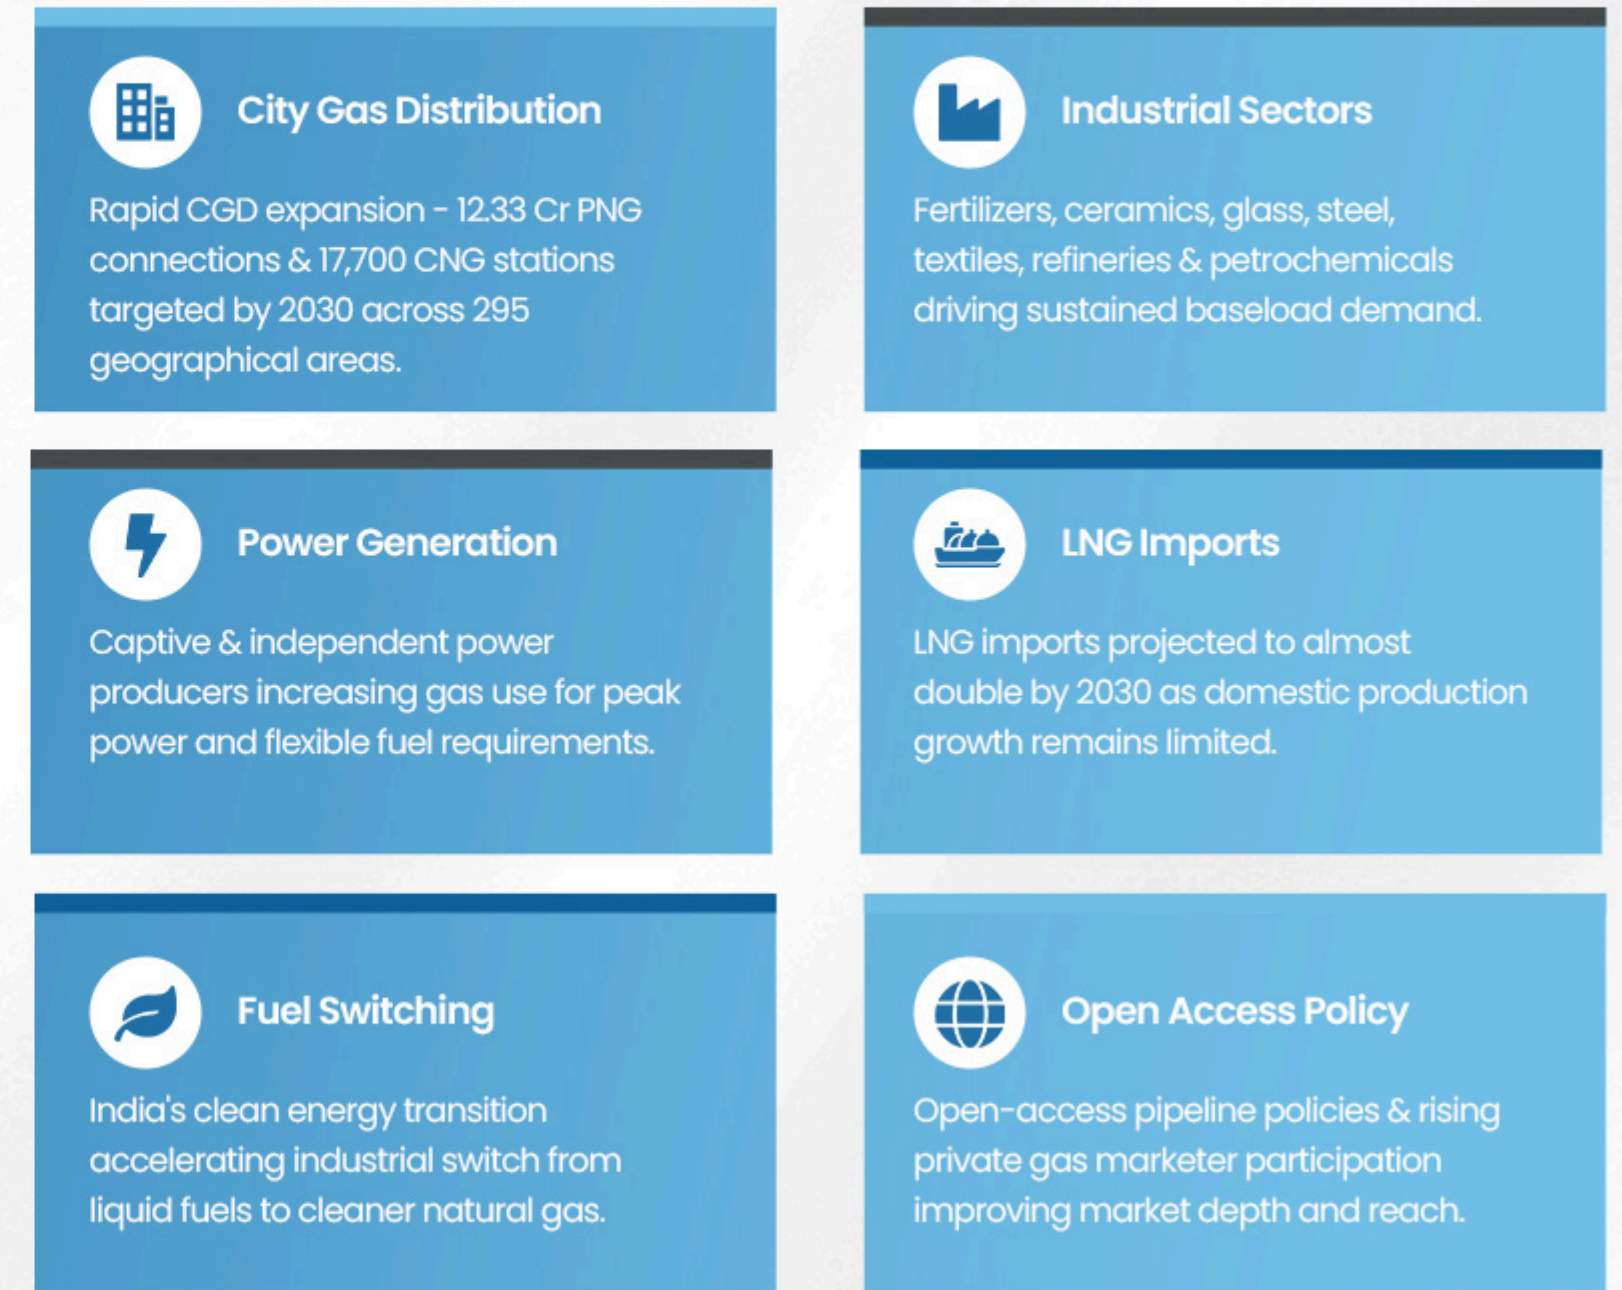 City Gas Distribution
Rapid CGD expansion - 12.33 Cr PNG
connections & 17,700 CNG stations
targeted by 2030 across 295
geographical areas.
Industrial Sectors
Fertilizers, ceramics, glass, steel,
textiles, refineries & petrochemicals
driving sustained baseload demand.
Power Generation
Captive & independent power
producers increasing gas use for peak
power and flexible fuel requirements.
LNG Imports
LNG imports projected to almost
double by 2030 as domestic production
growth remains limited.
Fuel Switching
India's clean energy transition
accelerating industrial switch from
liquid fuels to cleaner natural gas.
Open Access Policy
Open-access pipeline policies & rising
private gas marketer participation
improving market depth and reach.